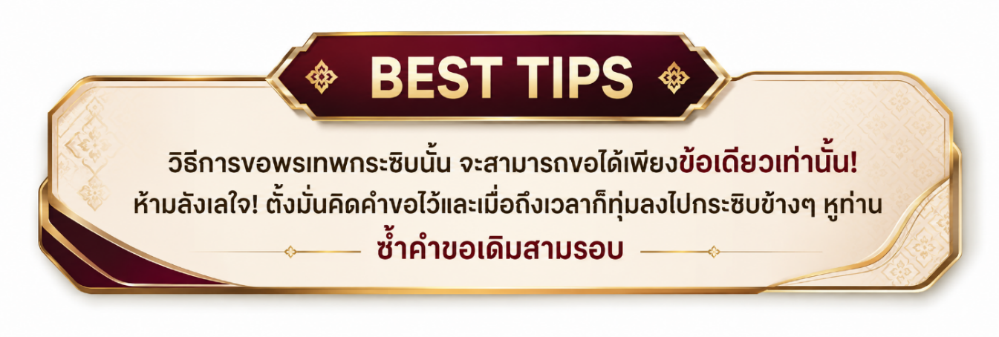 BEST TIPS
วิธีการขอพรเทพกระซิบนั้น จะสามารถขอได้เพียงข้อเดียวเท่านั้น!
ห้ามลังเลใจ! ตั้งมั่นคิดคำขอไว้และเมื่อถึงเวลาก็ทุ่มลงไปกระซิบข้างๆ หูท่าน
ซ้ำคำขอเดิมสามรอบ